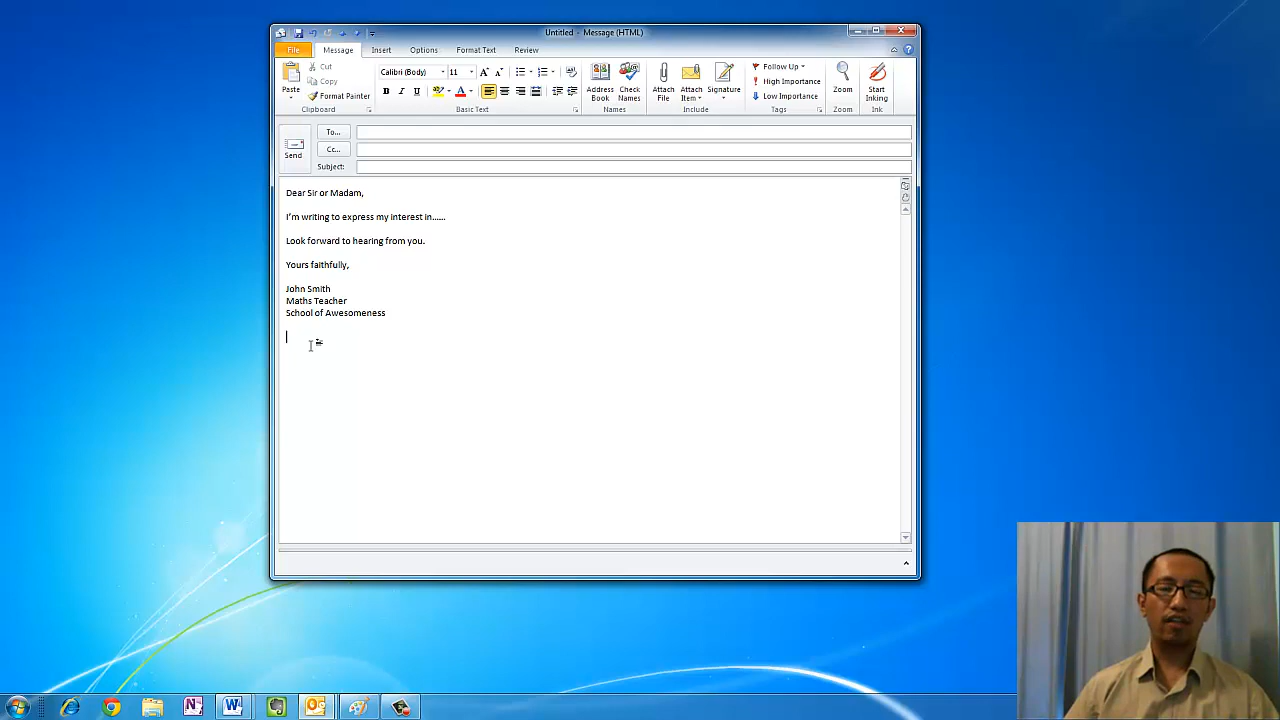 Untitled - Message (HTML)
File Message Insert Options Format Text Review
Paste
Cut
Copy
Format Painter
Clipboard
Calibri (Body) 11
B I U
Basic Text
Address Book
Check Names
Names
Attach File
Attach Item
Signature
Include
Follow Up
High Importance
Low Importance
Tags
Zoom
Zoom
Start Inking
Ink
Send
To...
Cc...
Subject:
Dear Sir or Madam,
I'm writing to express my interest in......
Look forward to hearing from you.
Yours faithfully,
John Smith
Maths Teacher
School of Awesomeness